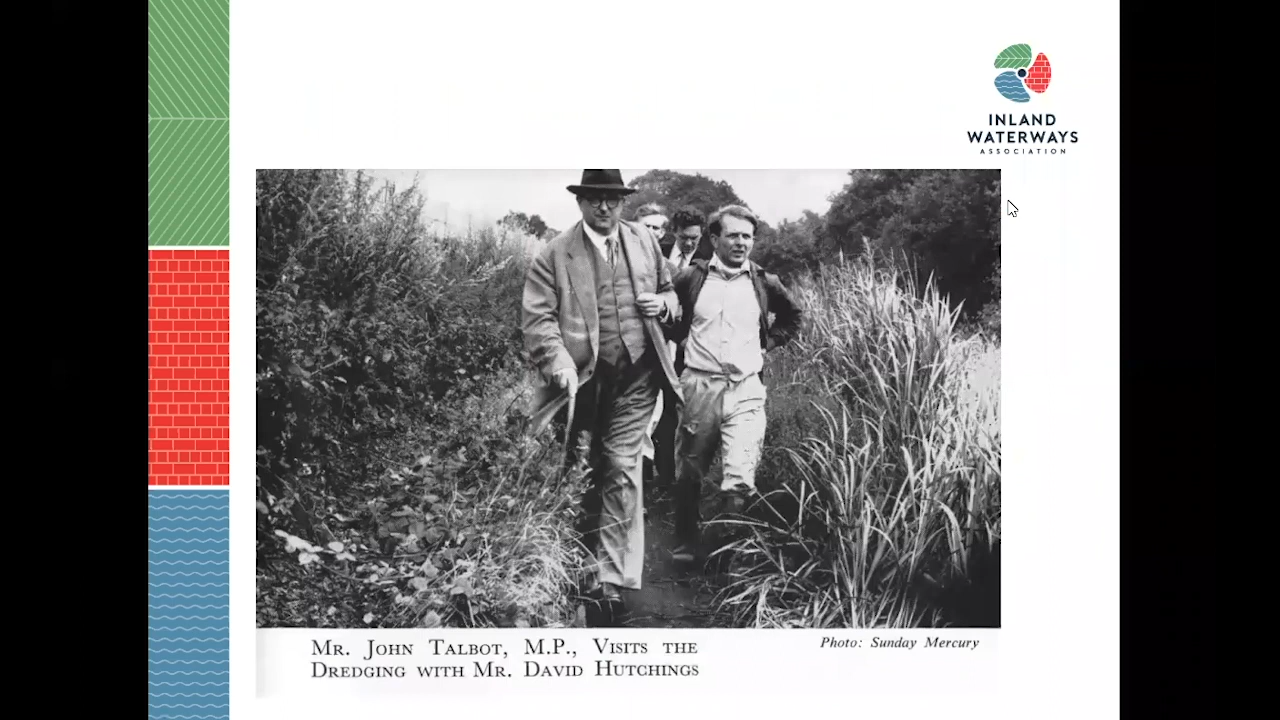 INLAND
WATERWAYS
ASSOCIATION
Mr. John Talbot, M.P., Visits the
Dredging with Mr. David Hutchings
Photo: Sunday Mercury